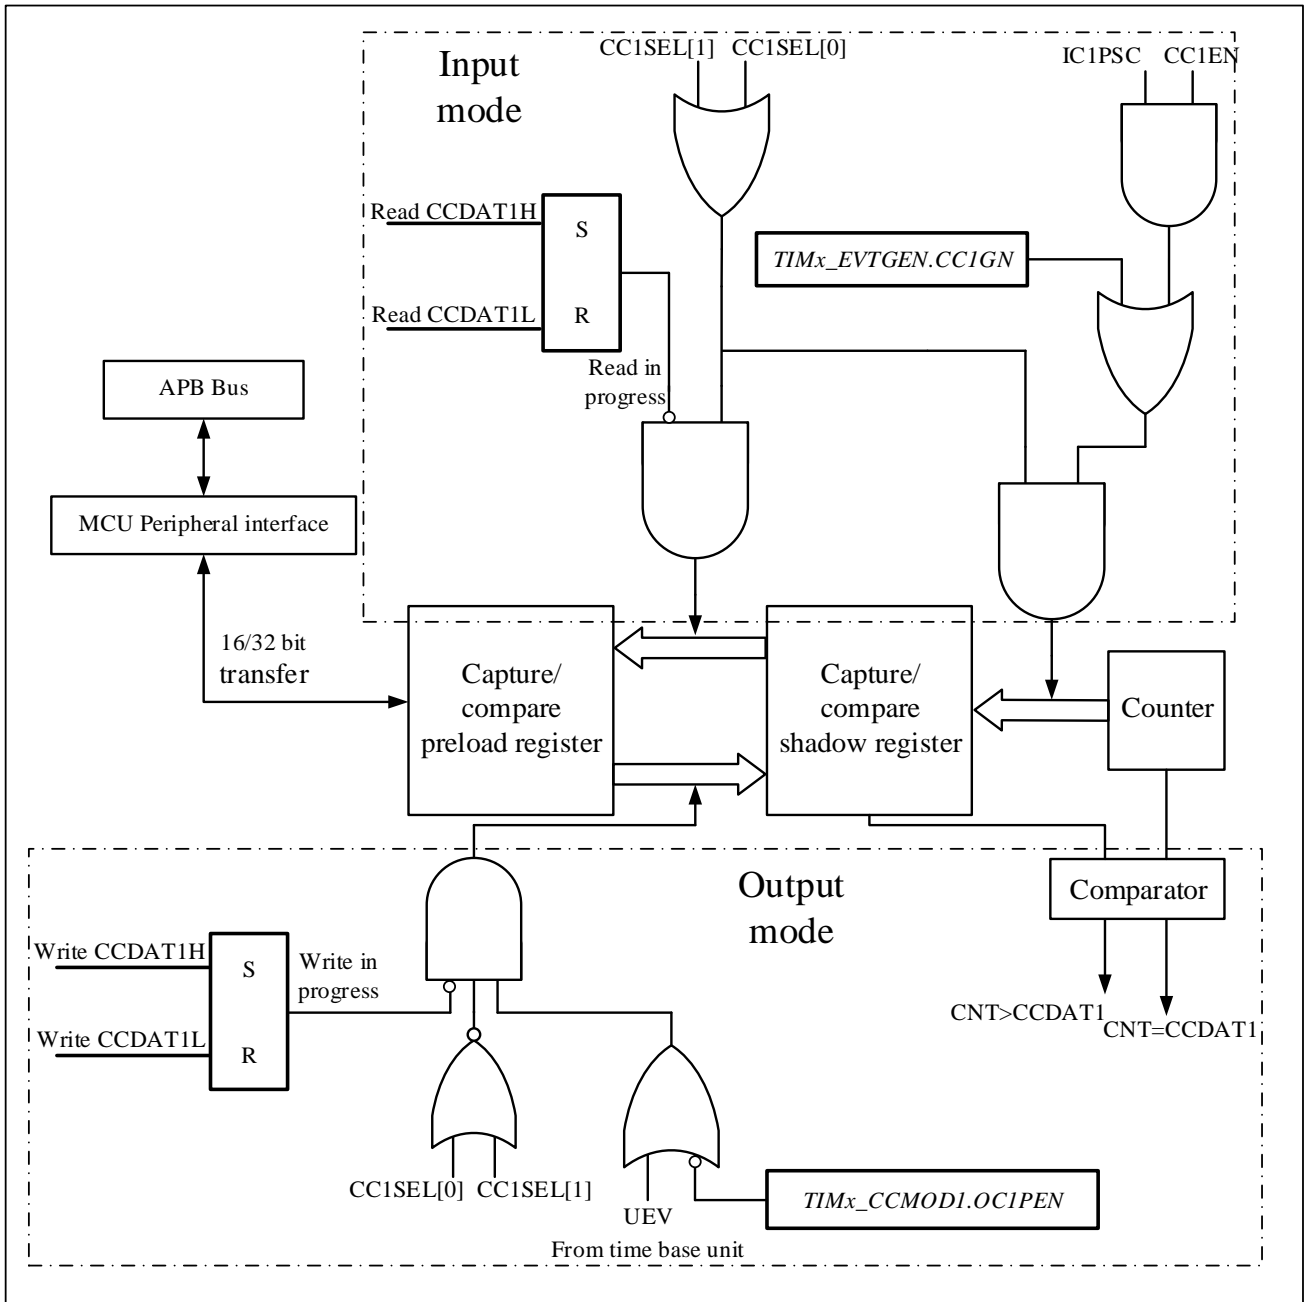 Input
mode
CC1SEL[1]
CC1SEL[0]
IC1PSC
CC1EN
Read CCDAT1H
S
TIMx_EVTGEN.CC1GN
Read CCDAT1L
R
Read in
progress
APB Bus
MCU Peripheral interface
16/32 bit
transfer
Capture/
compare
preload register
Capture/
compare
shadow register
Counter
Output
mode
Comparator
Write CCDAT1H
S
Write in
progress
Write CCDAT1L
R
CNT>CCDAT1
CNT=CCDAT1
CC1SEL[0]
CC1SEL[1]
UEV
TIMx_CCMOD1.OC1PEN
From time base unit